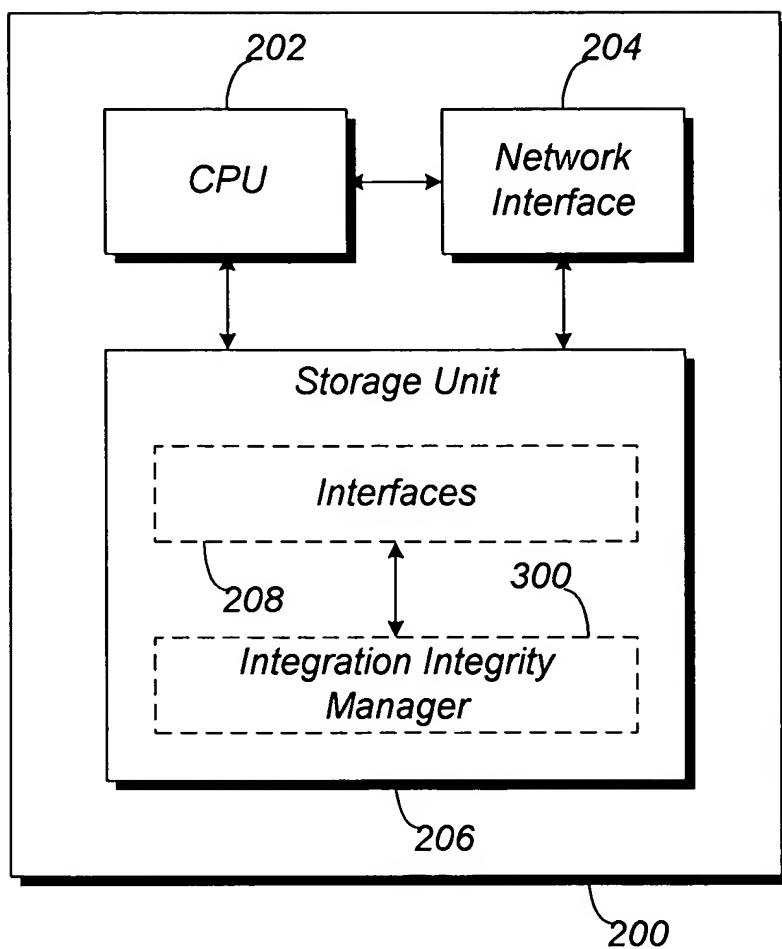 202
204
CPU
Network
Interface
Storage Unit
Interfaces
208
300
Integration Integrity
Manager
206
200